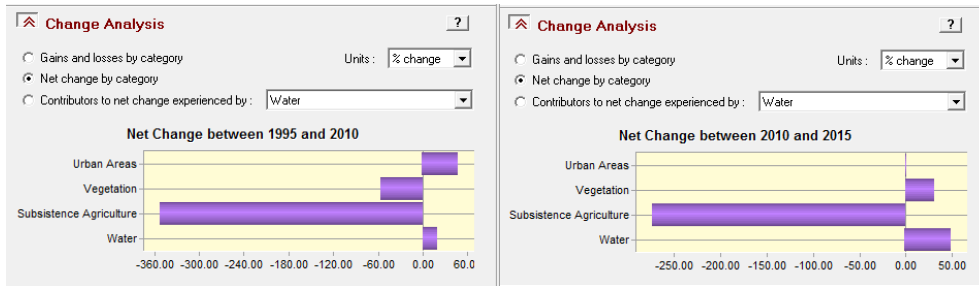 Change Analysis
?
Gains and losses by category
Units :
% change
Net change by category
Contributors to net change experienced by :
Water
Net Change between 1995 and 2010
Urban Areas
Vegetation
Subsistence Agriculture
Water
-360.00 -300.00 -240.00 -180.00 -120.00 -60.00 0.00 60.0
Change Analysis
?
Gains and losses by category
Units :
% change
Net change by category
Contributors to net change experienced by :
Water
Net Change between 2010 and 2015
Urban Areas
Vegetation
Subsistence Agriculture
Water
-250.00 -200.00 -150.00 -100.00 -50.00 0.00 50.00